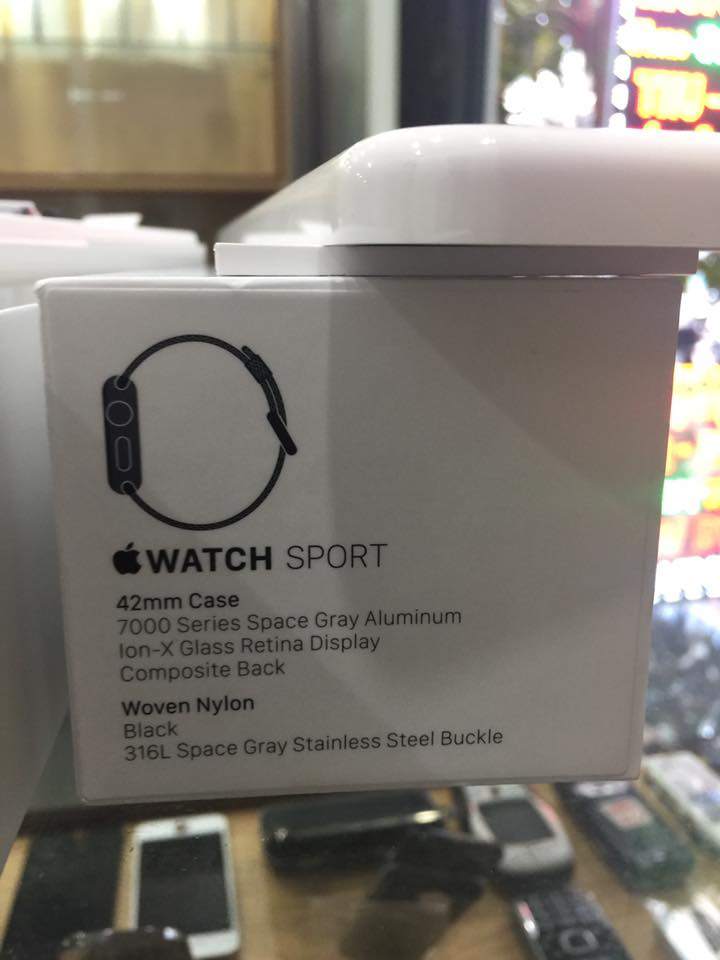 WATCH SPORT
42mm Case
7000 Series Space Gray Aluminum
Ion-X Glass Retina Display
Composite Back
Woven Nylon
Black
316L Space Gray Stainless Steel Buckle